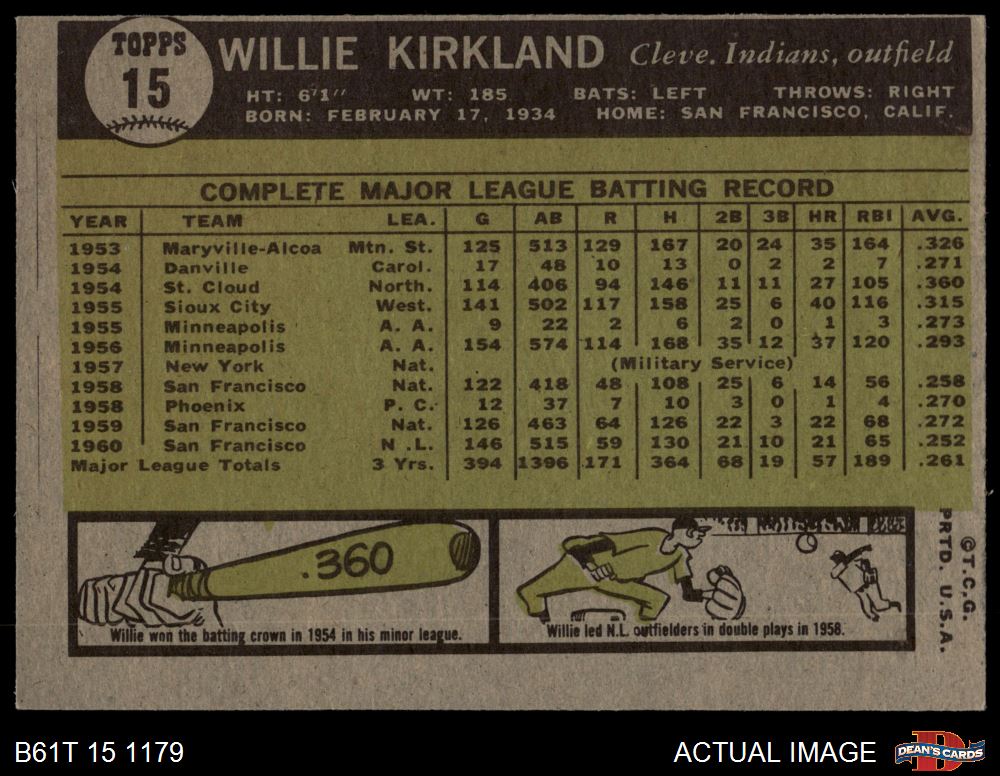 TOPPS
15
WILLIE KIRKLAND Cleve. Indians, outfield
HT: 6'1" WT: 185 BATS: LEFT THROWS: RIGHT
BORN: FEBRUARY 17, 1934 HOME: SAN FRANCISCO, CALIF.
COMPLETE MAJOR LEAGUE BATTING RECORD
YEAR TEAM LEA. G AB R H 2B 3B HR RBI AVG.
1953 Maryville-Alcoa Mtn. St. 125 513 129 167 20 24 35 164 .326
1954 Danville Carol. 17 48 10 13 0 2 2 7 .271
1954 St. Cloud North. 114 406 94 146 11 11 27 105 .360
1955 Sioux City West. 141 502 117 158 25 6 40 116 .315
1955 Minneapolis A. A. 9 22 2 6 2 0 1 3 .273
1956 Minneapolis A. A. 154 574 114 168 35 12 37 120 .293
1957 New York Nat. (Military Service)
1958 San Francisco Nat. 122 418 48 108 25 6 14 56 .258
1958 Phoenix P. C. 12 37 7 10 3 0 1 4 .270
1959 San Francisco Nat. 126 463 64 126 22 3 22 68 .272
1960 San Francisco N .L. 146 515 59 130 21 10 21 65 .252
Major League Totals 3 Yrs. 394 1396 171 364 68 19 57 189 .261
.360
Willie won the batting crown in 1954 in his minor league.
Willie led N.L. outfielders in double plays in 1958.
©T.C.G.
PRTD. U.S.A.
B61T 15 1179
ACTUAL IMAGE
DEAN'S CARDS